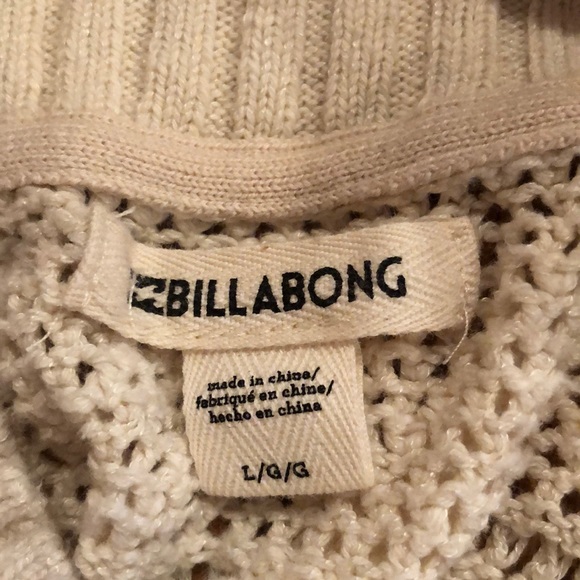 BILLABONG
made in china/
fabriqué en chine/
hecho en china
L/G/G